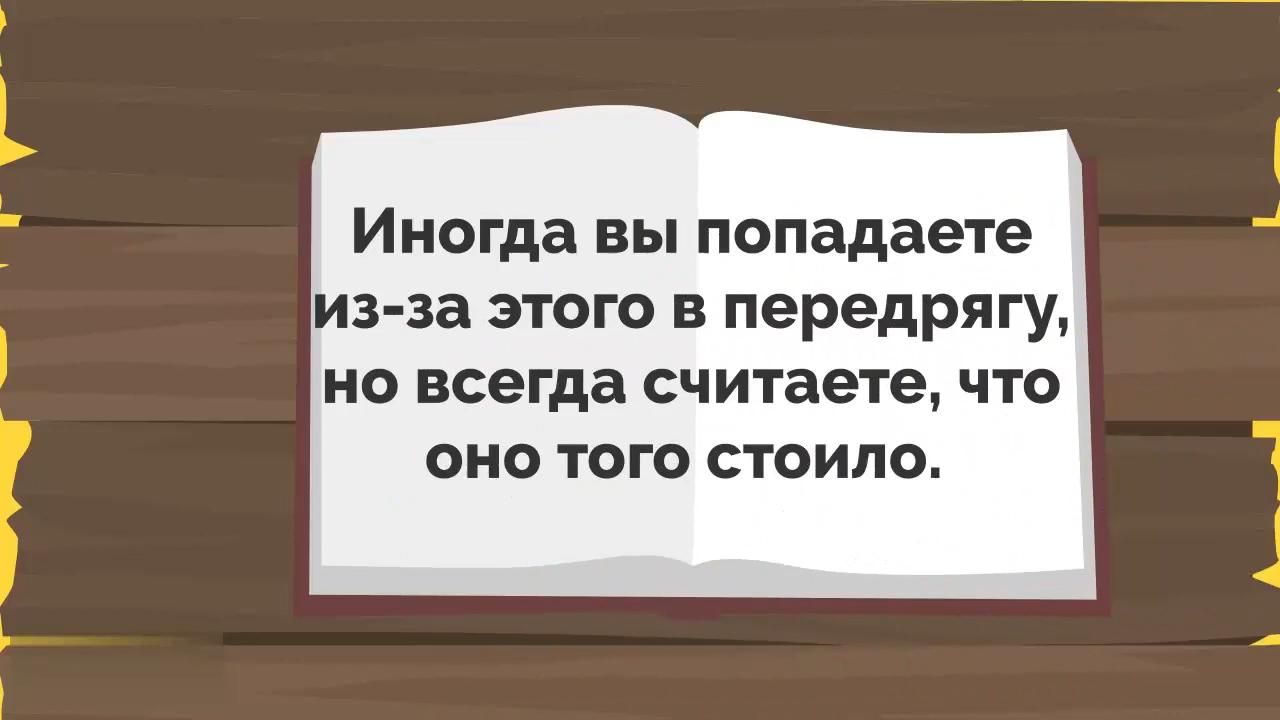 Иногда вы попадаете
из-за этого в передрягу,
но всегда считаете, что
оно того стоило.